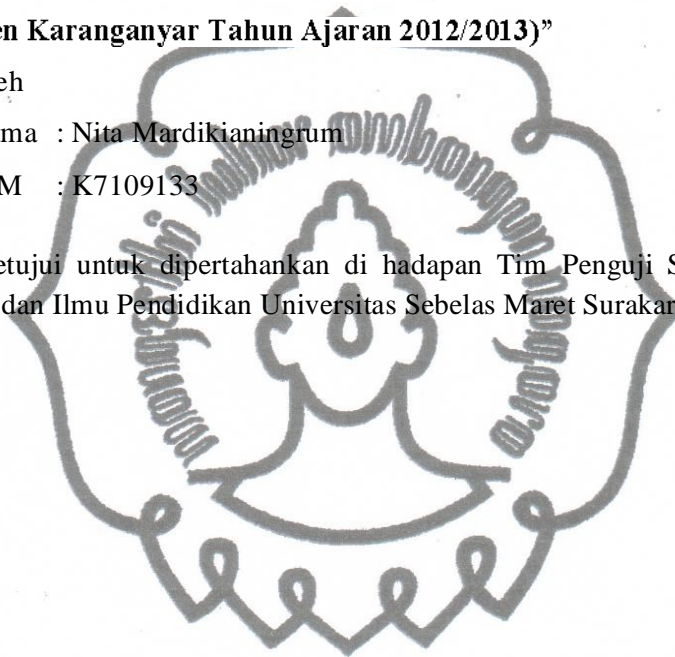 en Karanganyar Tahun Ajaran 2012/2013)”
eh
ma : Nita Mardikianingrum
M : K7109133
etujui untuk dipertahankan di hadapan Tim Penguji S
dan Ilmu Pendidikan Universitas Sebelas Maret Surakar